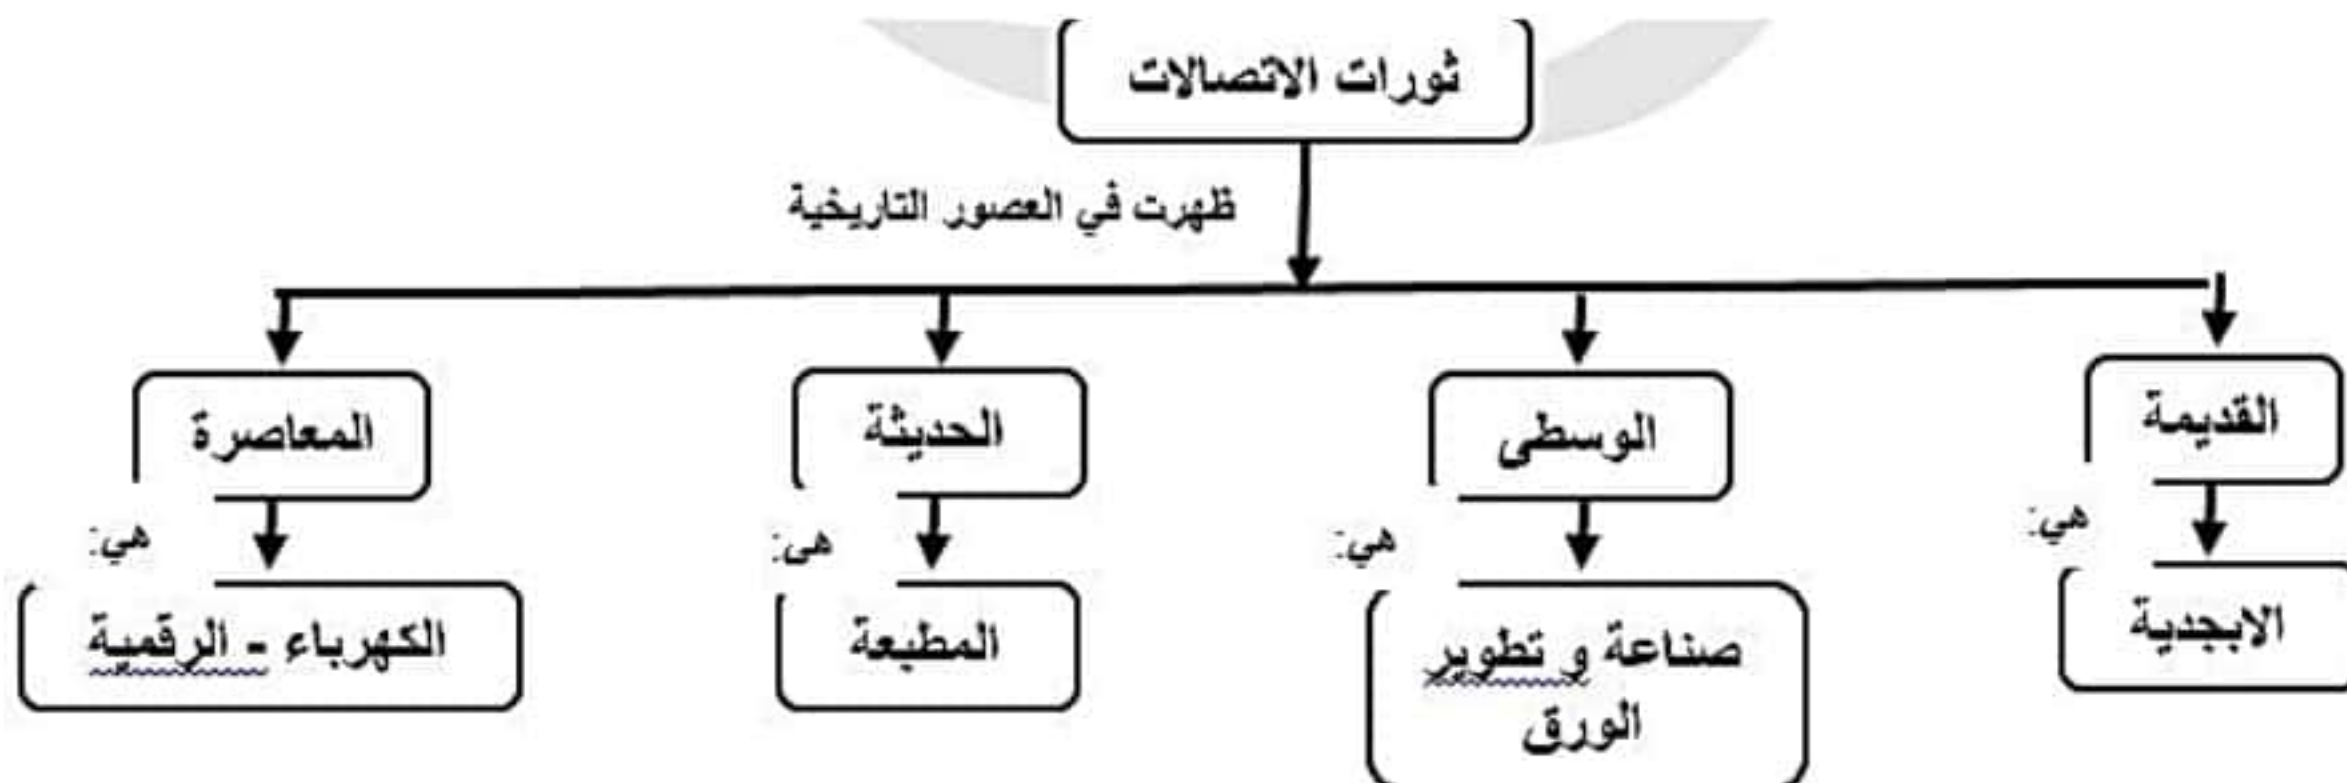 ثورات الاتصالات
ظهرت في العصور التاريخية
القديمة
الوسطى
الحديثة
المعاصرة
هي:
هي:
هى:
هي:
الابجدية
صناعة و تطوير
الورق
المطبعة
الكهرباء - الرقمية